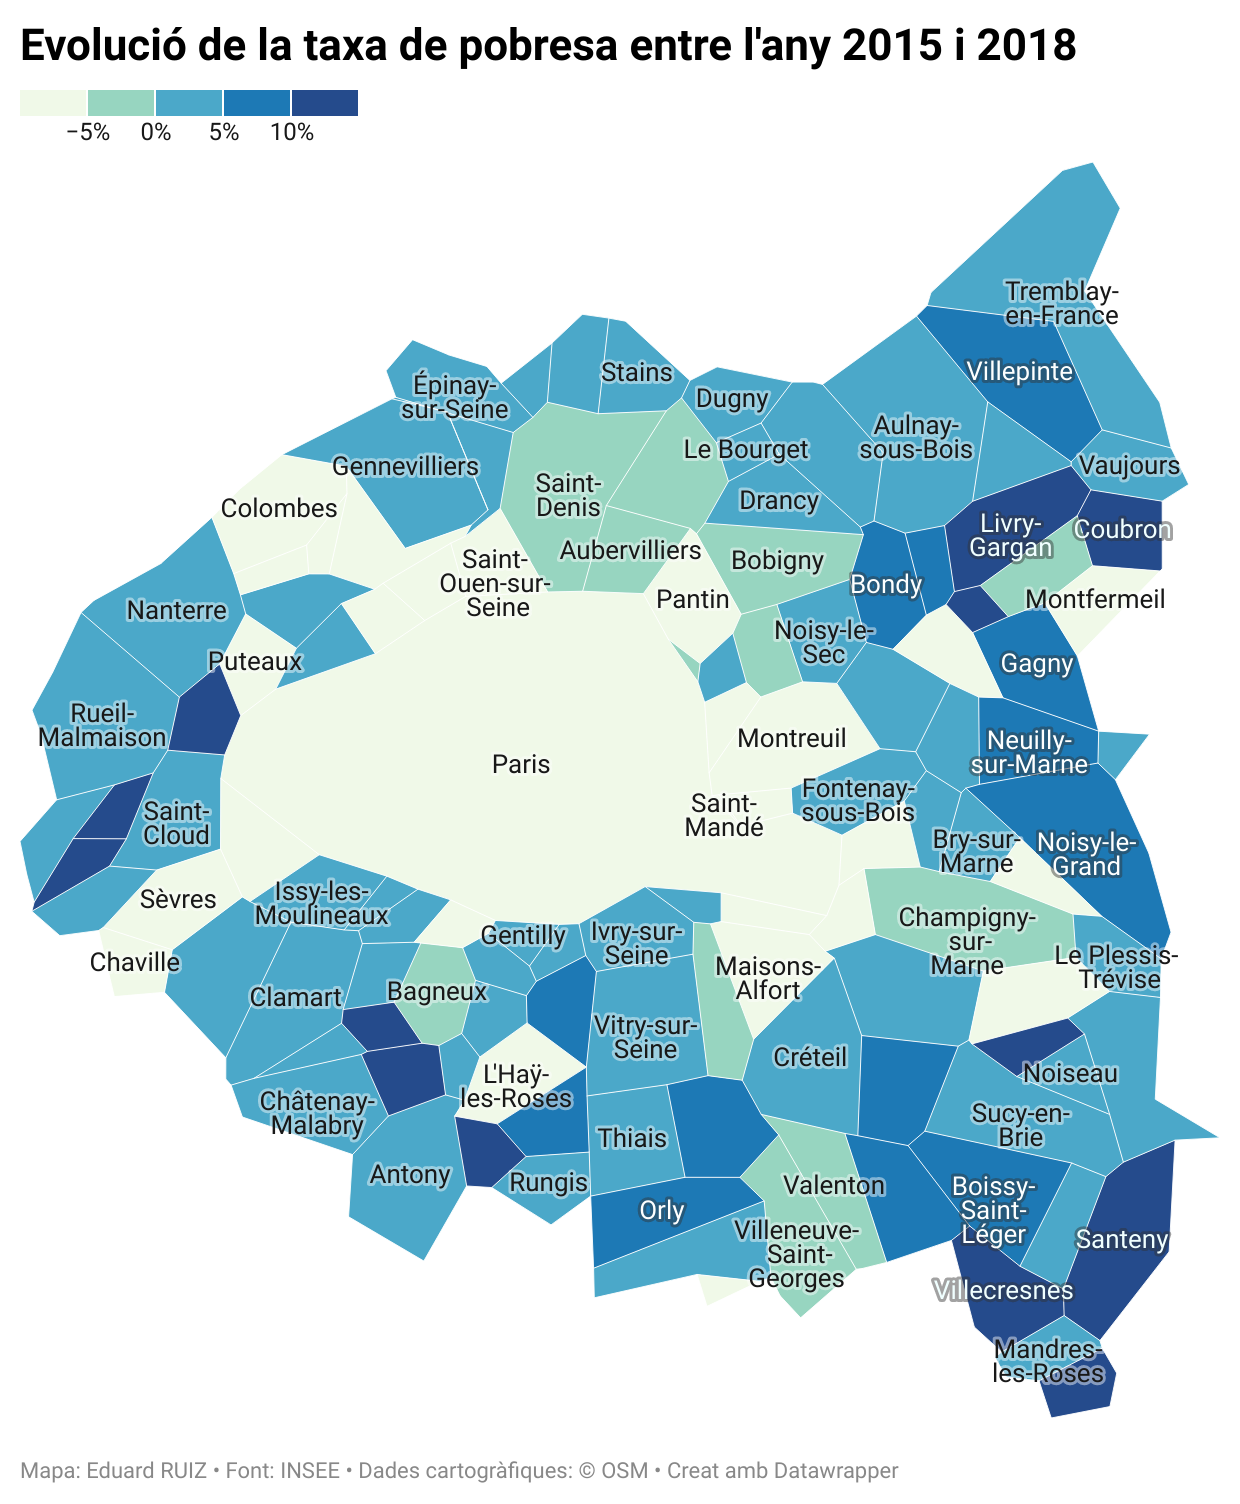 Evolució de la taxa de pobresa entre l'any 2015 i 2018
−5% 0% 5% 10%
Tremblay-
en-France
Villepinte
Stains
Épinay-
sur-Seine
Dugny
Aulnay-
sous-Bois
Le Bourget
Gennevilliers
Vaujours
Colombes
Saint-
Denis
Drancy
Livry-
Gargan
Coubron
Aubervilliers
Bobigny
Saint-
Ouen-sur-
Seine
Bondy
Pantin
Montfermeil
Nanterre
Noisy-le-
Sec
Puteaux
Gagny
Rueil-
Malmaison
Montreuil
Neuilly-
sur-Marne
Paris
Saint-
Mandé
Fontenay-
sous-Bois
Saint-
Cloud
Bry-sur-
Marne
Noisy-le-
Grand
Sèvres
Issy-les-
Moulineaux
Champigny-
sur-
Marne
Gentilly
Ivry-sur-
Seine
Chaville
Maisons-
Alfort
Le Plessis-
Trévise
Clamart
Bagneux
Vitry-sur-
Seine
Créteil
Noiseau
L'Haÿ-
les-Roses
Châtenay-
Malabry
Sucy-en-
Brie
Thiais
Antony
Rungis
Valenton
Boissy-
Saint-
Léger
Orly
Villeneuve-
Saint-
Georges
Santeny
Villecresnes
Mandres-
les-Roses
Mapa: Eduard RUIZ • Font: INSEE • Dades cartogràfiques: © OSM • Creat amb Datawrapper